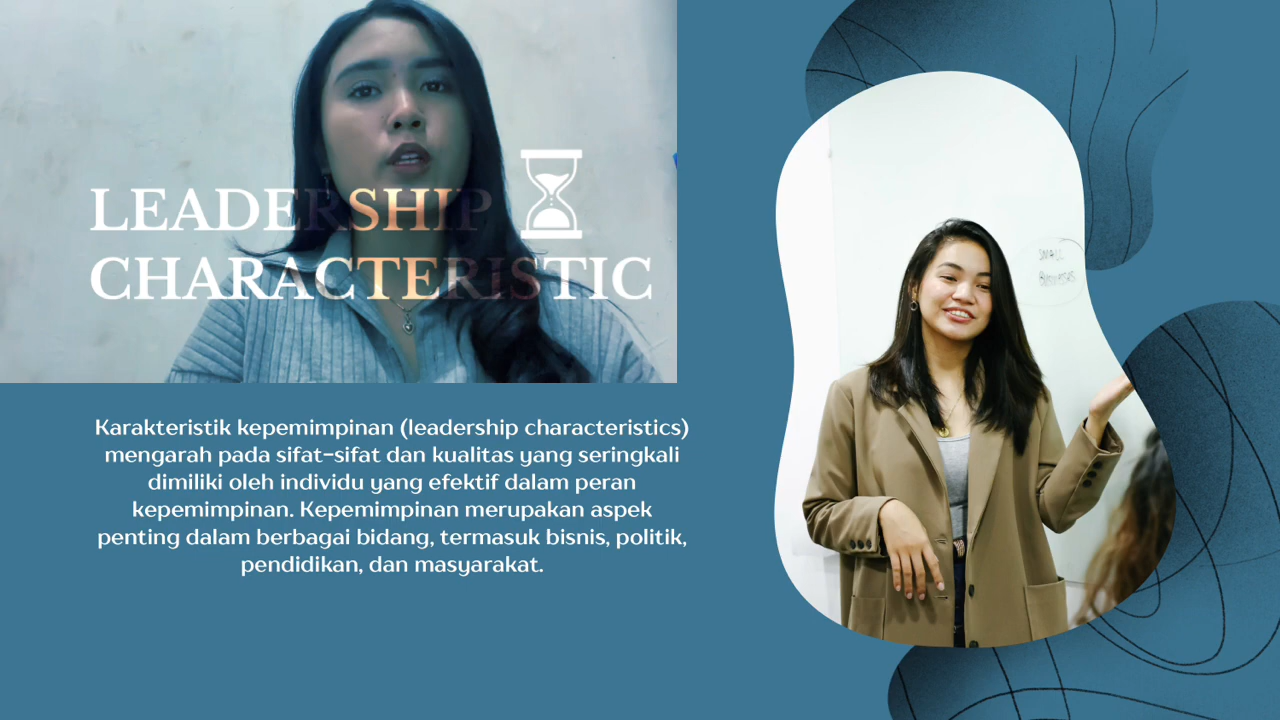 LEADERSHIP
CHARACTERISTIC
Karakteristik kepemimpinan (leadership characteristics)
mengarah pada sifat-sifat dan kualitas yang seringkali
dimiliki oleh individu yang efektif dalam peran
kepemimpinan. Kepemimpinan merupakan aspek
penting dalam berbagai bidang, termasuk bisnis, politik,
pendidikan, dan masyarakat.
SMALL